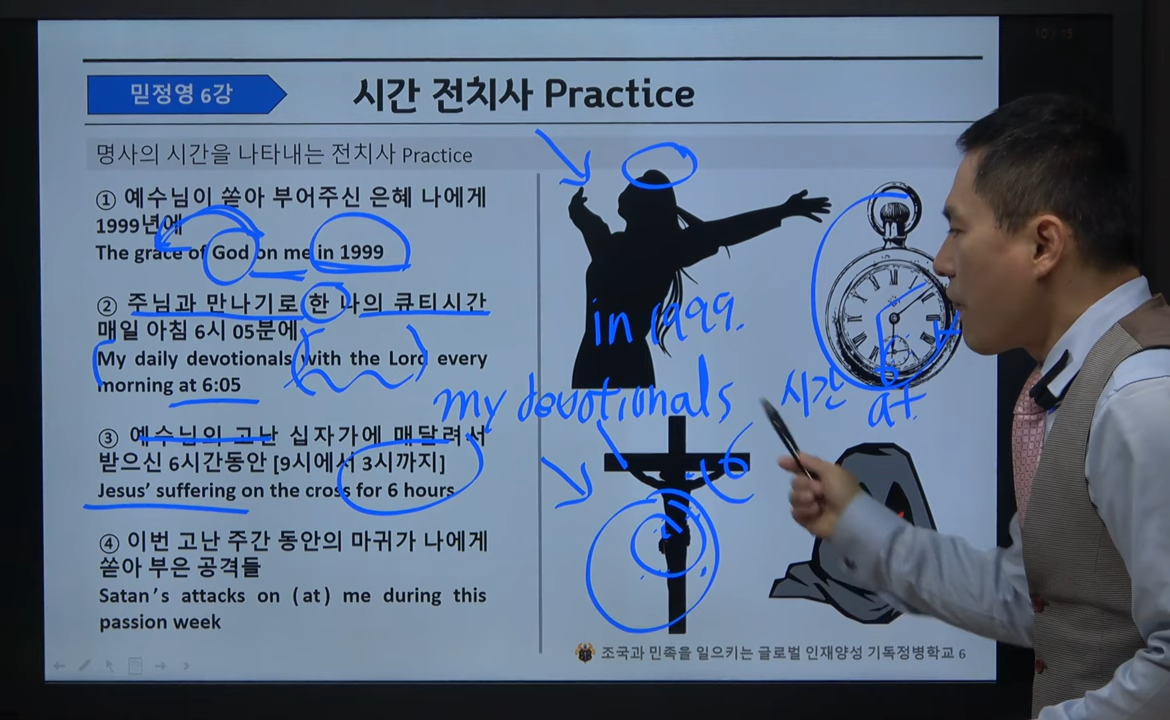 10 / 15
믿정영 6강
시간 전치사 Practice
명사의 시간을 나타내는 전치사 Practice
① 예수님이 쏟아 부어주신 은혜 나에게
1999년에
The grace of God on me in 1999
② 주님과 만나기로 한 나의 큐티시간
매일 아침 6시 05분에
My daily devotionals with the Lord every
morning at 6:05
③ 예수님의 고난 십자가에 매달려서
받으신 6시간동안 [9시에서 3시까지]
Jesus' suffering on the cross for 6 hours
④ 이번 고난 주간 동안의 마귀가 나에게
쏟아 부은 공격들
Satan's attacks on (at) me during this
passion week
in 1999.
my devotionals
시간
at
6
조국과 민족을 일으키는 글로벌 인재양성 기독정병학교 6